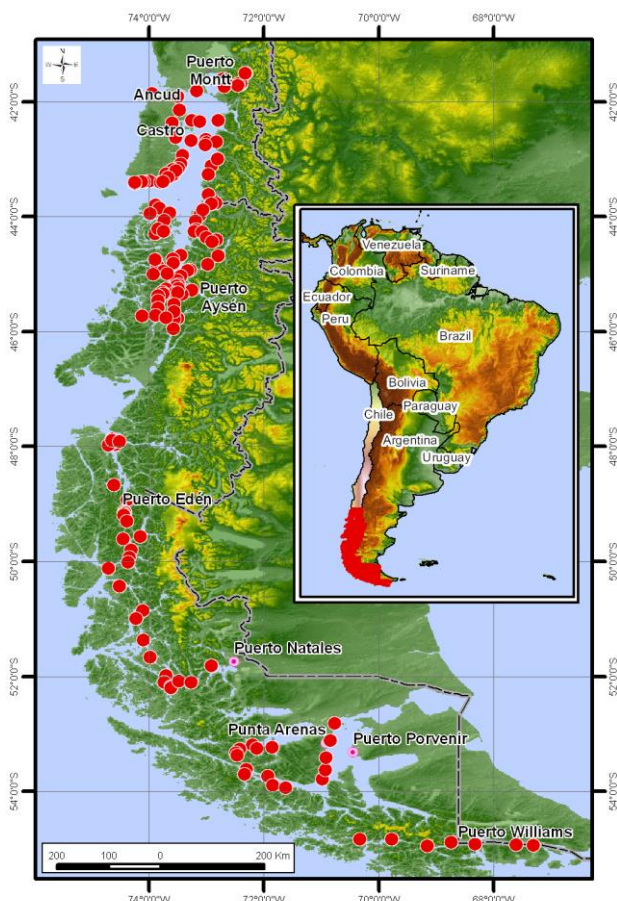 74°0'0"W 72°0'0"W 70°0'0"W 68°0'0"W
N
Puerto
Montt
Ancud
Castro
Puerto
Aysén
Puerto Edén
Puerto Natales
Punta Arenas
Puerto Porvenir
Puerto Williams
42°0'0"S
44°0'0"S
46°0'0"S
48°0'0"S
50°0'0"S
52°0'0"S
54°0'0"S
Venezuela
Colombia
Suriname
Ecuador
Peru
Brazil
Bolivia
Paraguay
Chile
Argentina
Uruguay
42°0'0"S
44°0'0"S
46°0'0"S
48°0'0"S
50°0'0"S
52°0'0"S
54°0'0"S
200 100 0 200 Km
74°0'0"W 72°0'0"W 70°0'0"W 68°0'0"W